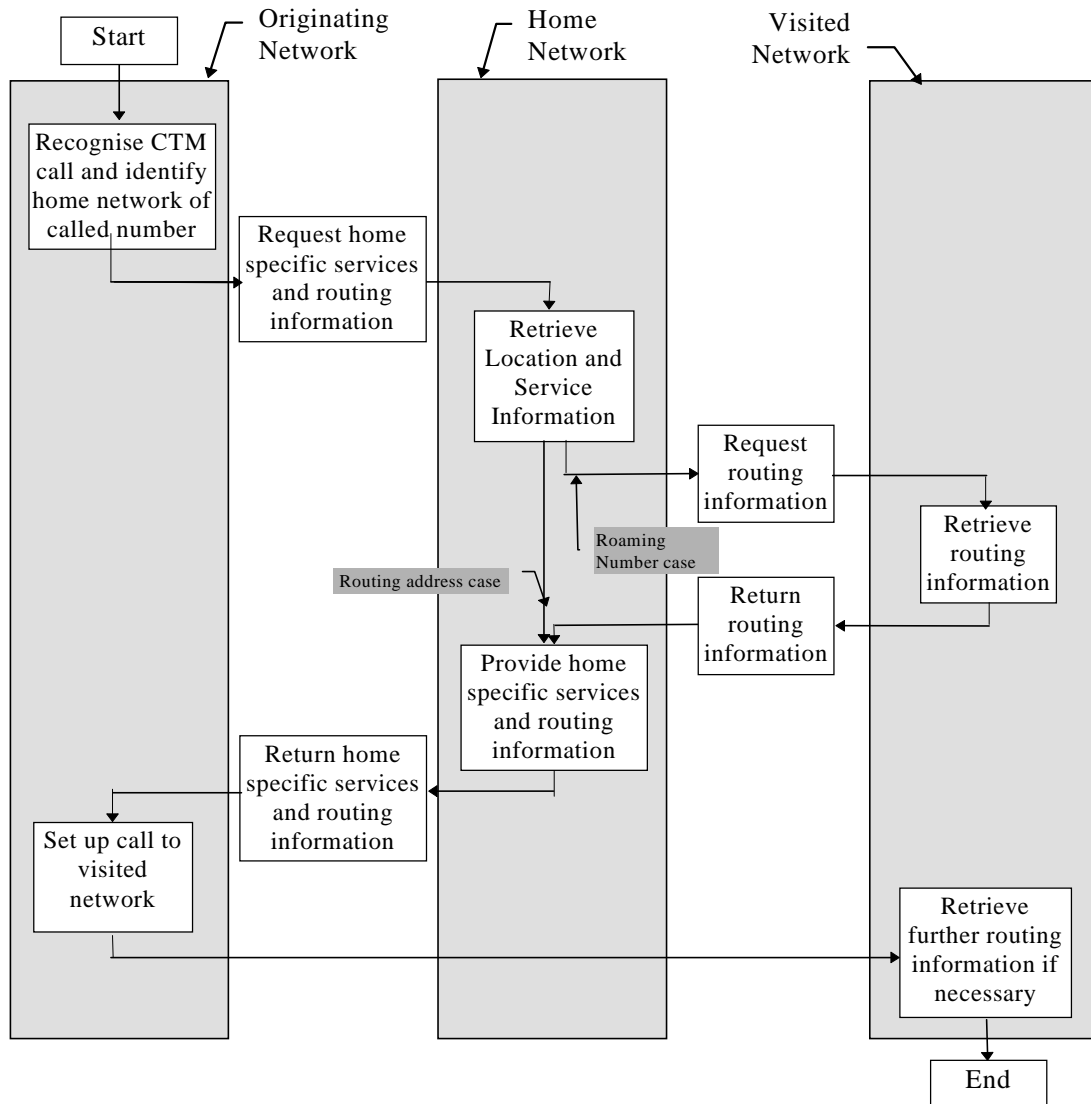 Start
Originating
Network
Home
Network
Visited
Network
Recognise CTM
call and identify
home network of
called number
Request home
specific services
and routing
information
Retrieve
Location and
Service
Information
Request
routing
information
Retrieve
routing
information
Roaming
Number case
Routing address case
Return
routing
information
Provide home
specific services
and routing
information
Return home
specific services
and routing
information
Set up call to
visited
network
Retrieve
further routing
information if
necessary
End